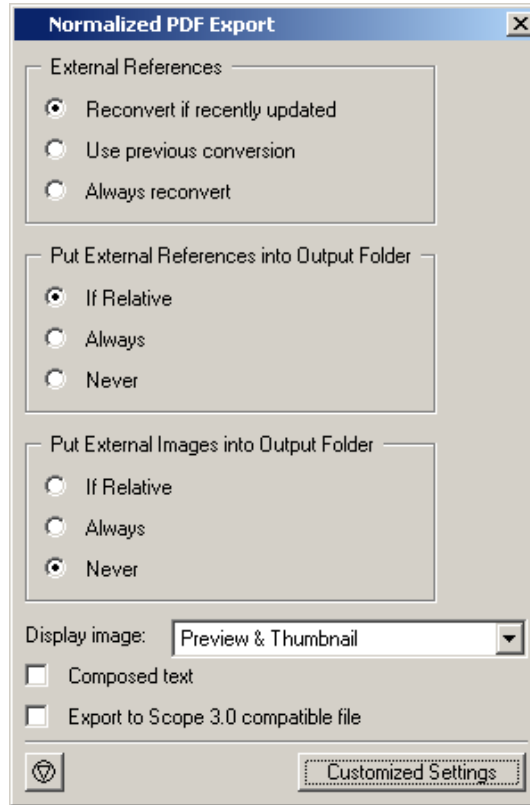 Normalized PDF Export
External References
Reconvert if recently updated
Use previous conversion
Always reconvert
Put External References into Output Folder
If Relative
Always
Never
Put External Images into Output Folder
If Relative
Always
Never
Display image: Preview & Thumbnail
Composed text
Export to Scope 3.0 compatible file
Customized Settings